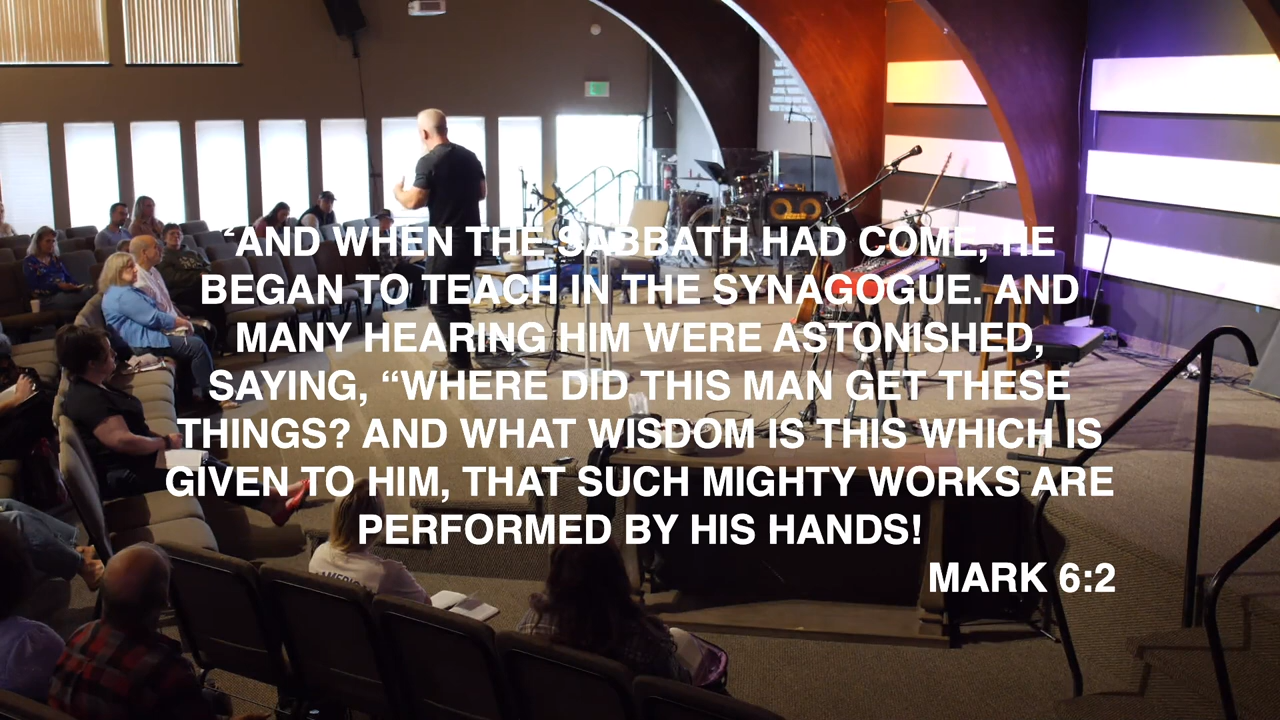 “AND WHEN THE SABBATH HAD COME, HE
BEGAN TO TEACH IN THE SYNAGOGUE. AND
MANY HEARING HIM WERE ASTONISHED,
SAYING, “WHERE DID THIS MAN GET THESE
THINGS? AND WHAT WISDOM IS THIS WHICH IS
GIVEN TO HIM, THAT SUCH MIGHTY WORKS ARE
PERFORMED BY HIS HANDS!
MARK 6:2